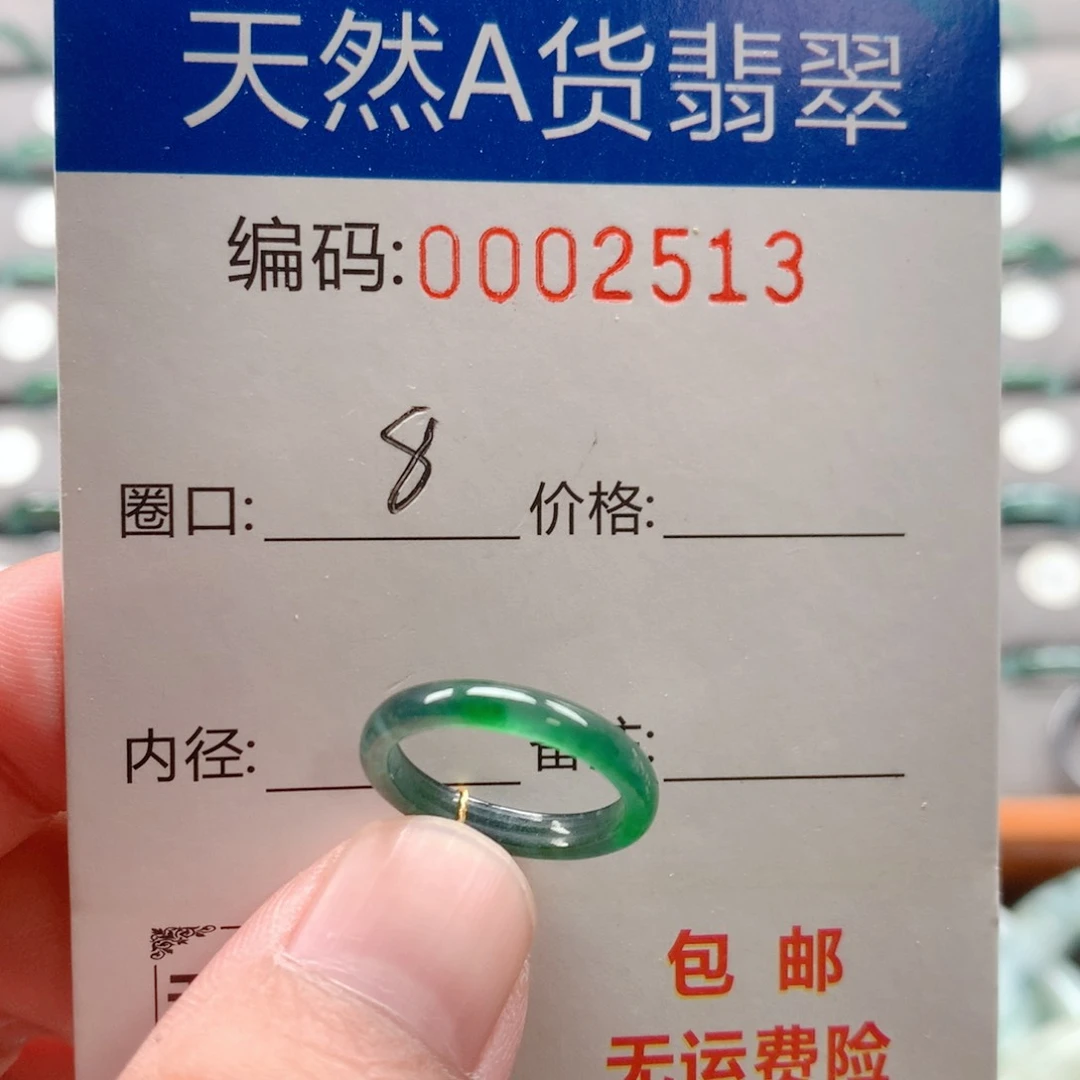 天然A货翡翠
编码:0002513
圈口: 8 价格:
内径:
包邮
无运费险